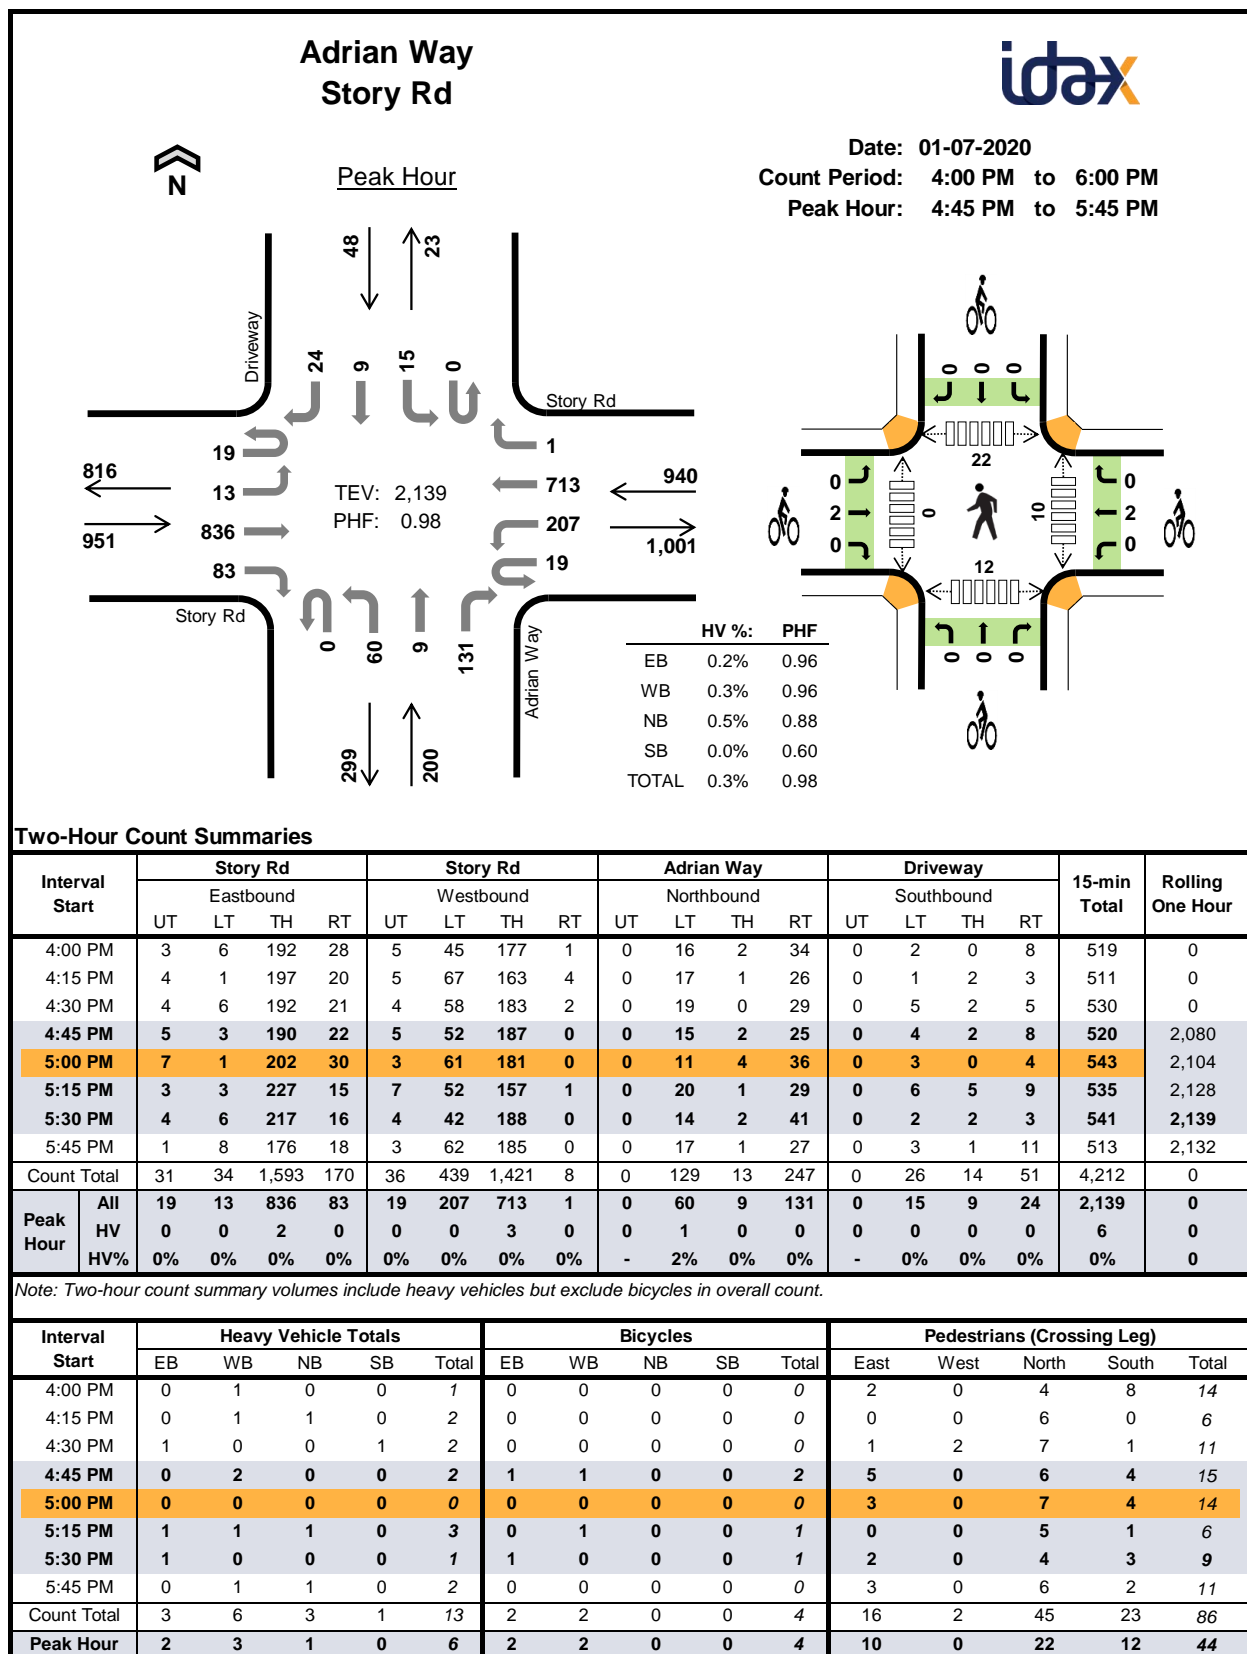 Adrian Way
Story Rd
idax
Date: 01-07-2020
Count Period: 4:00 PM to 6:00 PM
Peak Hour: 4:45 PM to 5:45 PM
N
Peak Hour
48 23
Driveway
24 9 15 0
Story Rd
19 1
816 13 713 940
TEV: 2,139
PHF: 0.98
951 836 207 1,001
83 19
Story Rd
0 60 9 131
Adrian Way
299 200
0 0 0
22
0 0
2 0 10 2
0 0
12
0 0 0
HV %: PHF
EB 0.2% 0.96
WB 0.3% 0.96
NB 0.5% 0.88
SB 0.0% 0.60
TOTAL 0.3% 0.98
Two-Hour Count Summaries
Interval Start Story Rd Story Rd Adrian Way Driveway 15-min Total Rolling One Hour
Eastbound Westbound Northbound Southbound
UT LT TH RT UT LT TH RT UT LT TH RT UT LT TH RT
4:00 PM 3 6 192 28 5 45 177 1 0 16 2 34 0 2 0 8 519 0
4:15 PM 4 1 197 20 5 67 163 4 0 17 1 26 0 1 2 3 511 0
4:30 PM 4 6 192 21 4 58 183 2 0 19 0 29 0 5 2 5 530 0
4:45 PM 5 3 190 22 5 52 187 0 0 15 2 25 0 4 2 8 520 2,080
5:00 PM 7 1 202 30 3 61 181 0 0 11 4 36 0 3 0 4 543 2,104
5:15 PM 3 3 227 15 7 52 157 1 0 20 1 29 0 6 5 9 535 2,128
5:30 PM 4 6 217 16 4 42 188 0 0 14 2 41 0 2 2 3 541 2,139
5:45 PM 1 8 176 18 3 62 185 0 0 17 1 27 0 3 1 11 513 2,132
Count Total 31 34 1,593 170 36 439 1,421 8 0 129 13 247 0 26 14 51 4,212 0
Peak Hour All 19 13 836 83 19 207 713 1 0 60 9 131 0 15 9 24 2,139 0
HV 0 0 2 0 0 0 3 0 0 1 0 0 0 0 0 0 6 0
HV% 0% 0% 0% 0% 0% 0% 0% 0% - 2% 0% 0% - 0% 0% 0% 0% 0
Note: Two-hour count summary volumes include heavy vehicles but exclude bicycles in overall count.
Interval Start Heavy Vehicle Totals Bicycles Pedestrians (Crossing Leg)
EB WB NB SB Total EB WB NB SB Total East West North South Total
4:00 PM 0 1 0 0 1 0 0 0 0 0 2 0 4 8 14
4:15 PM 0 1 1 0 2 0 0 0 0 0 0 0 6 0 6
4:30 PM 1 0 0 1 2 0 0 0 0 0 1 2 7 1 11
4:45 PM 0 2 0 0 2 1 1 0 0 2 5 0 6 4 15
5:00 PM 0 0 0 0 0 0 0 0 0 0 3 0 7 4 14
5:15 PM 1 1 1 0 3 0 1 0 0 1 0 0 5 1 6
5:30 PM 1 0 0 0 1 1 0 0 0 1 2 0 4 3 9
5:45 PM 0 1 1 0 2 0 0 0 0 0 3 0 6 2 11
Count Total 3 6 3 1 13 2 2 0 0 4 16 2 45 23 86
Peak Hour 2 3 1 0 6 2 2 0 0 4 10 0 22 12 44